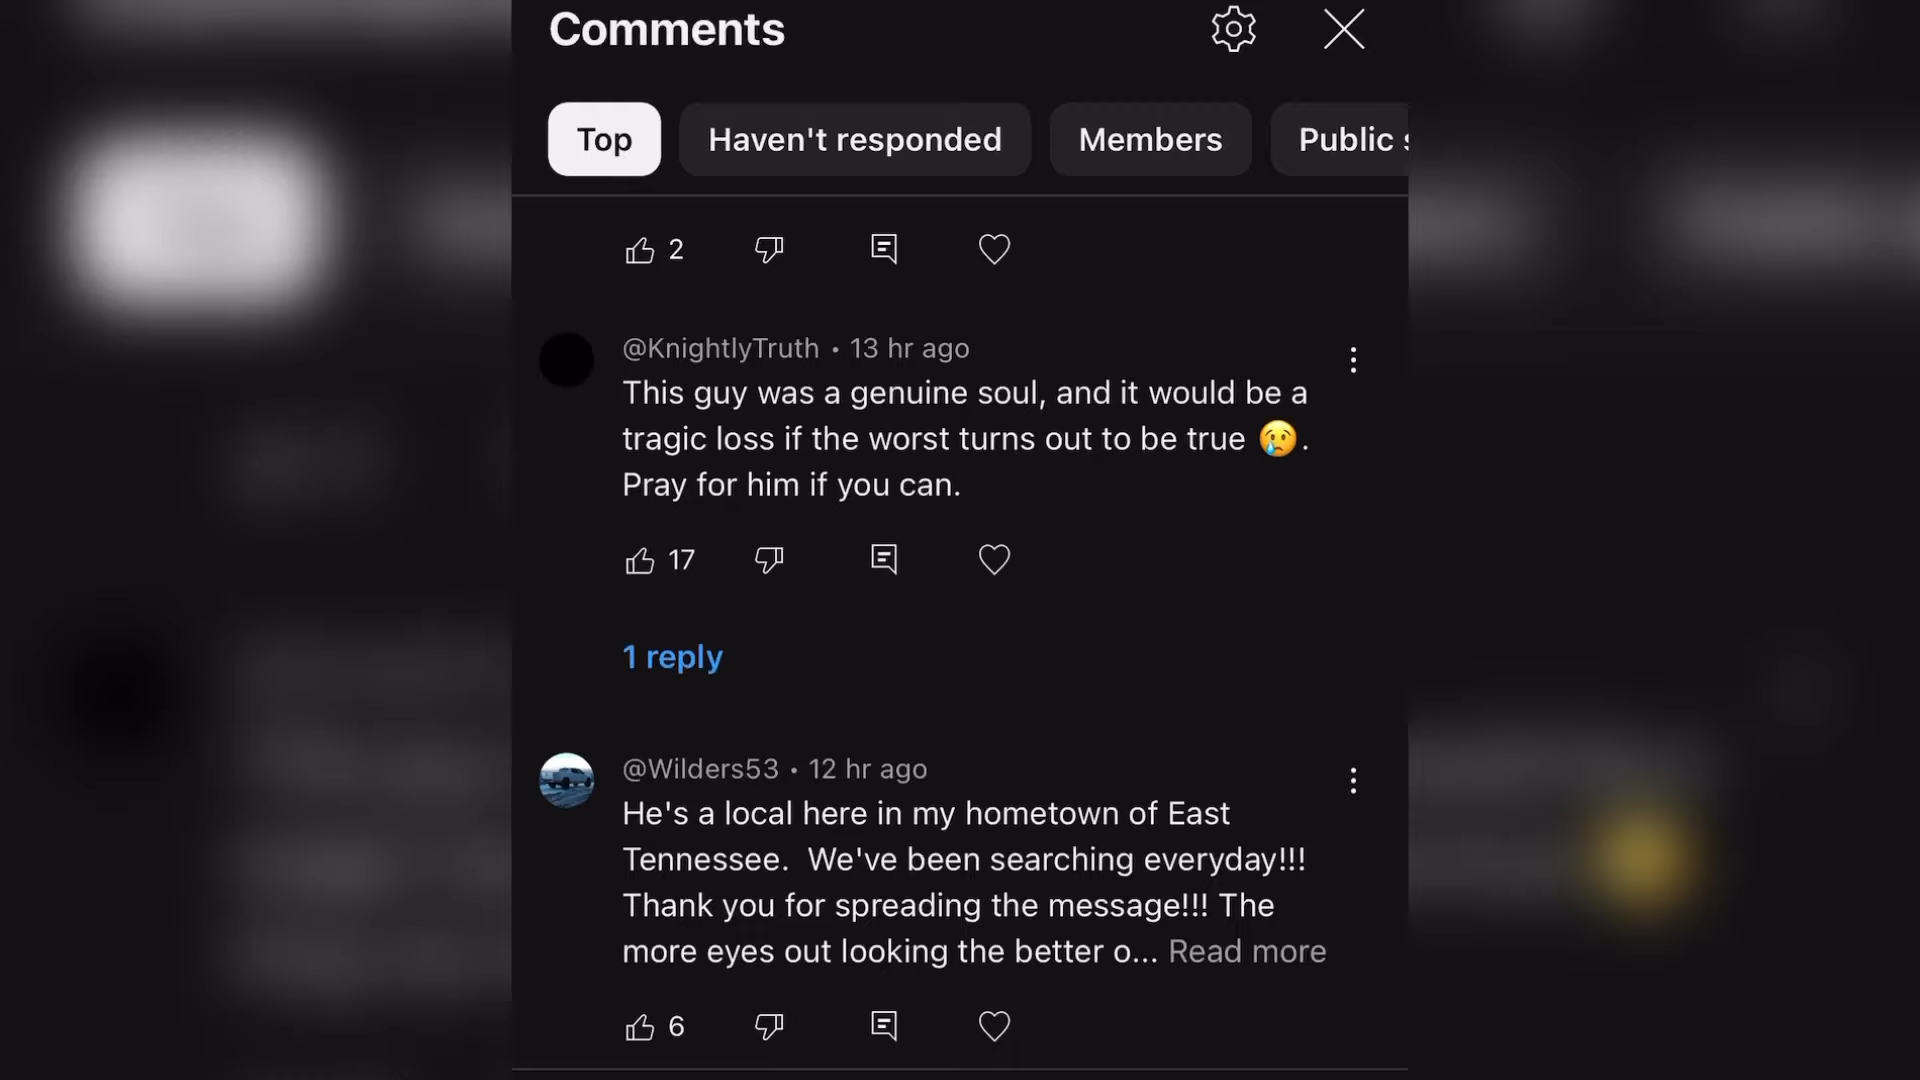 Comments
Top Haven't responded Members Public
2
@KnightlyTruth • 13 hr ago
This guy was a genuine soul, and it would be a
tragic loss if the worst turns out to be true 😢.
Pray for him if you can.
17
1 reply
@Wilders53 • 12 hr ago
He's a local here in my hometown of East
Tennessee.  We've been searching everyday!!!
Thank you for spreading the message!!! The
more eyes out looking the better o... Read more
6